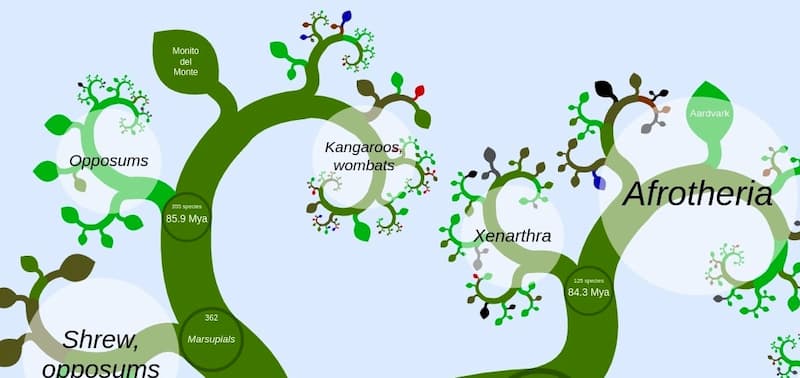 Monito
del
Monte
Opposums
Kangaroos,
wombats
Aardvark
Afrotheria
355 species
85.9 Mya
Xenarthra
125 species
84.3 Mya
362
Marsupials
Shrew,
opposums